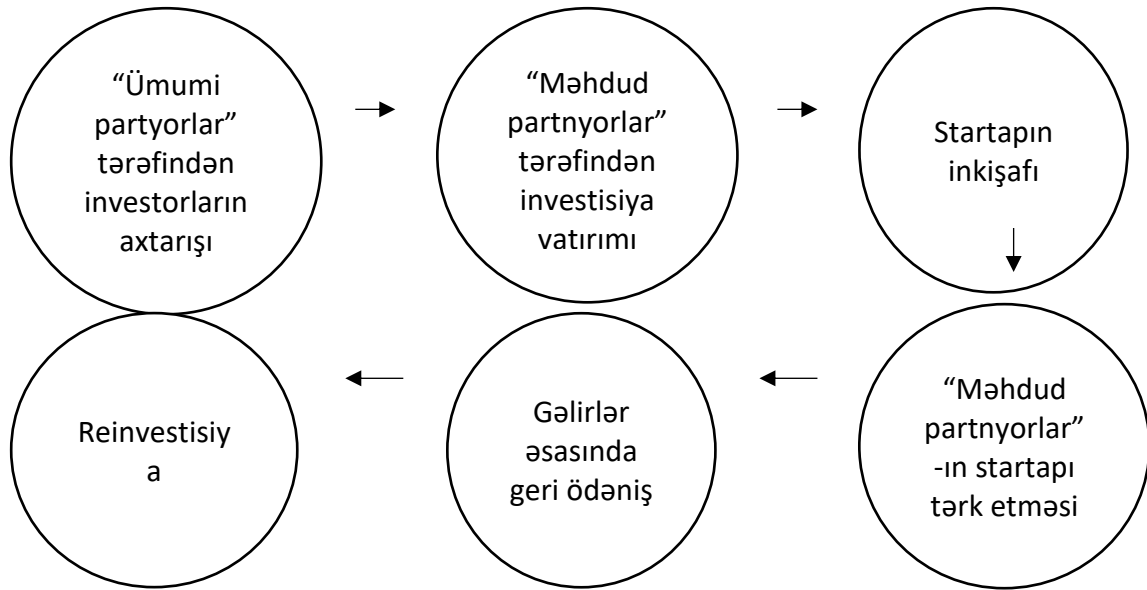 “Ümumi
partyorlar”
tərəfindən
investorların
axtarışı
“Məhdud
partnyorlar”
tərəfindən
investisiya
vatırımı
Startapın
inkişafı
“Məhdud
partnyorlar”
-ın startapı
tərk etməsi
Gəlirlər
əsasında
geri ödəniş
Reinvestisiy
a